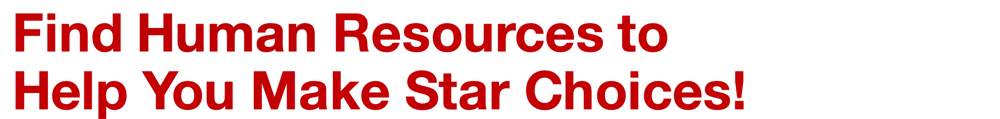 Find Human Resources to
Help You Make Star Choices!